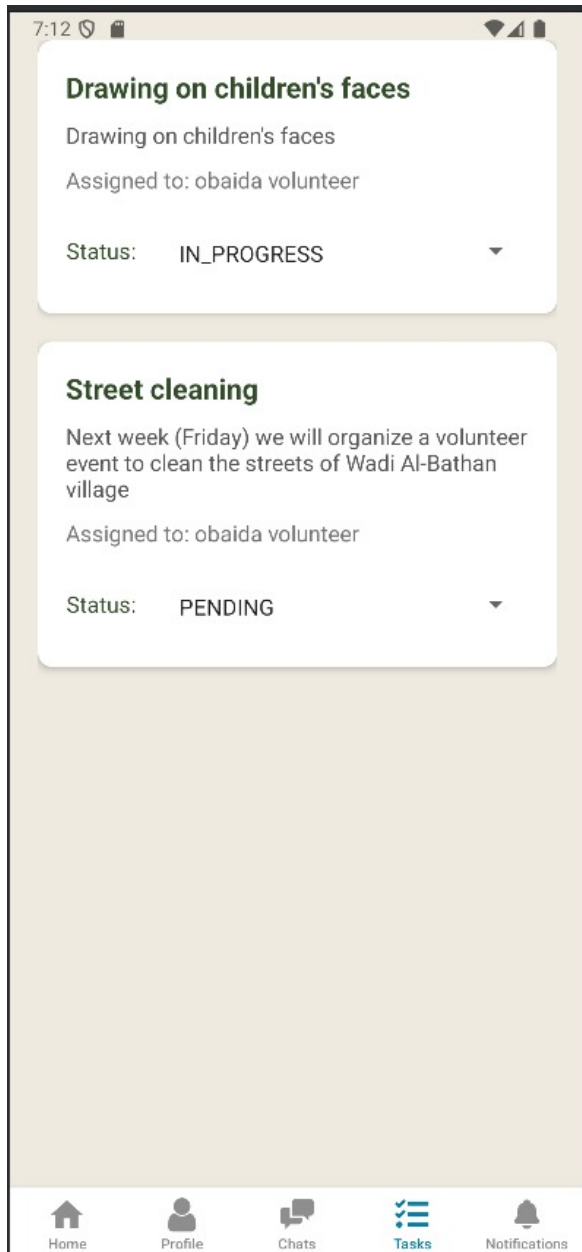 7:12
Drawing on children's faces
Drawing on children's faces
Assigned to: obaida volunteer
Status: IN_PROGRESS
Street cleaning
Next week (Friday) we will organize a volunteer
event to clean the streets of Wadi Al-Bathan
village
Assigned to: obaida volunteer
Status: PENDING
Home Profile Chats Tasks Notifications